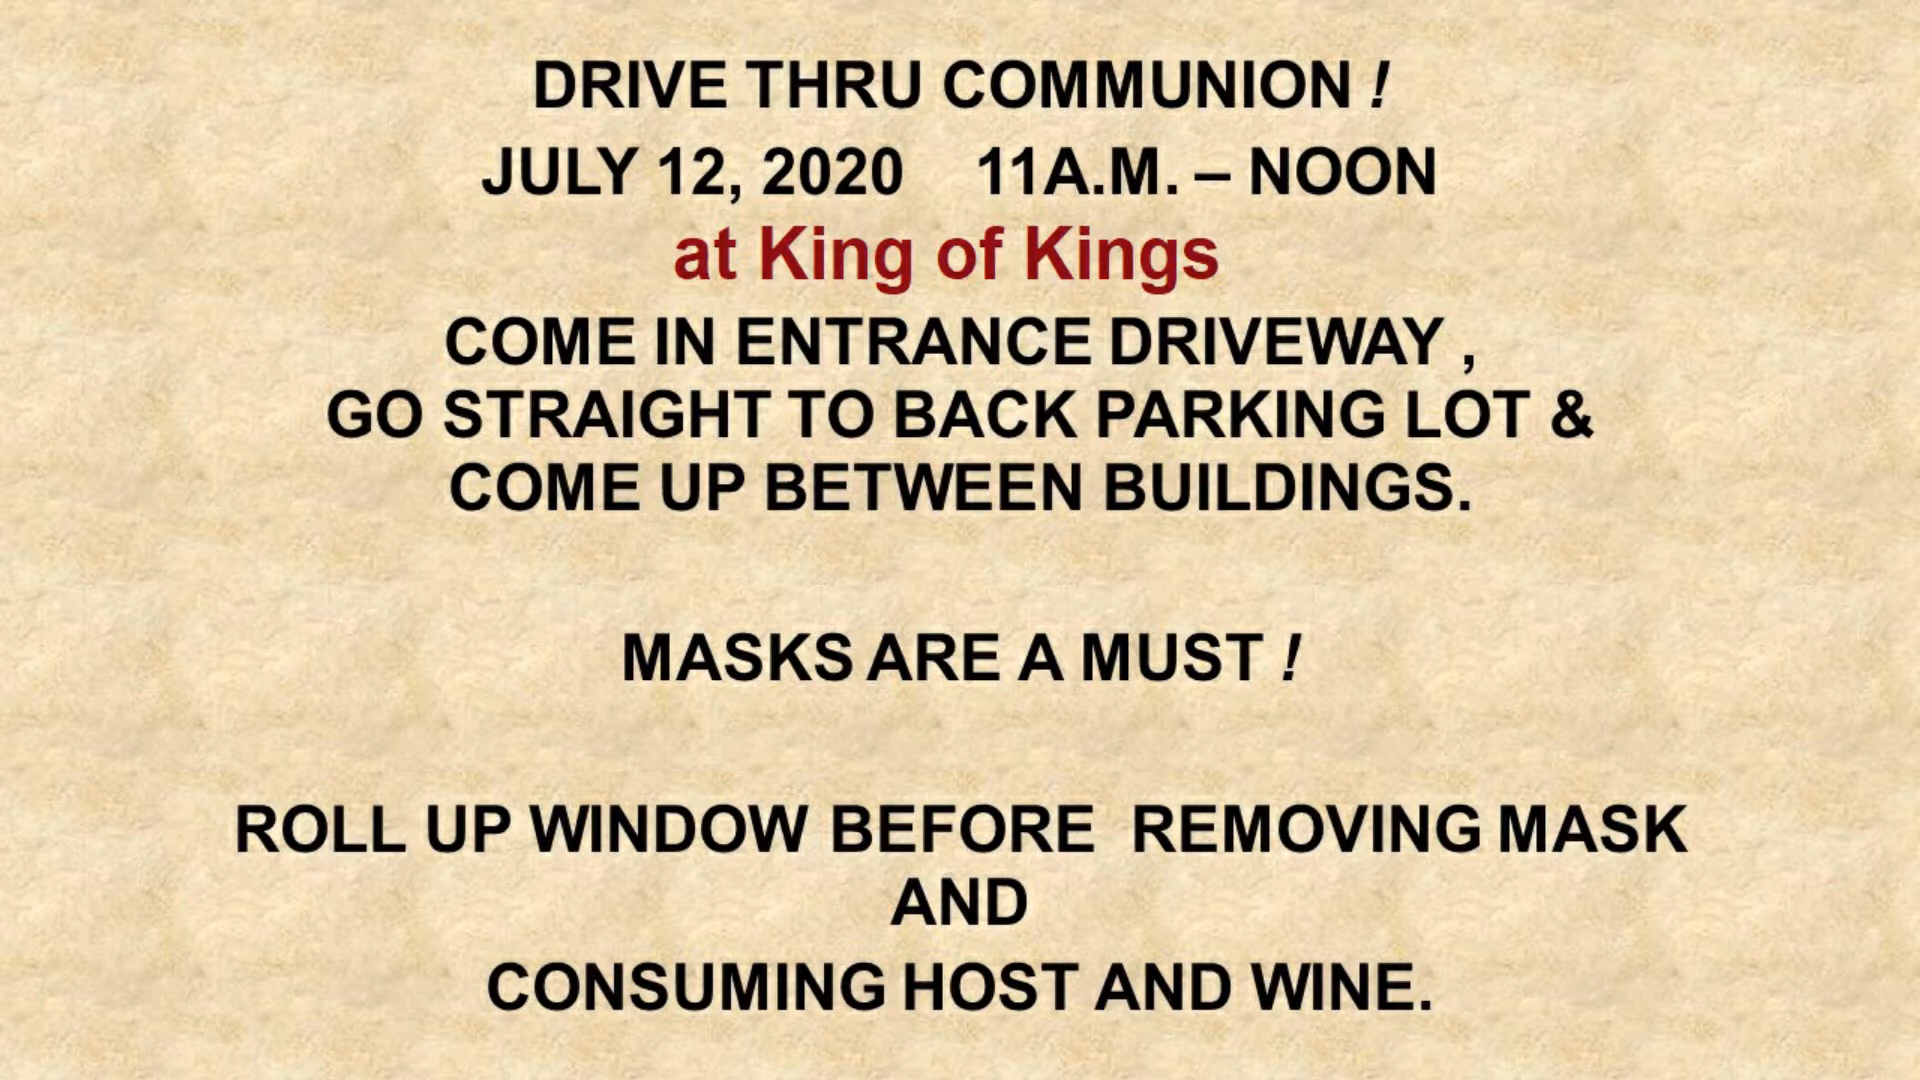 DRIVE THRU COMMUNION !
JULY 12, 2020 11A.M. – NOON
at King of Kings
COME IN ENTRANCE DRIVEWAY ,
GO STRAIGHT TO BACK PARKING LOT &
COME UP BETWEEN BUILDINGS.
MASKS ARE A MUST !
ROLL UP WINDOW BEFORE REMOVING MASK
AND
CONSUMING HOST AND WINE.